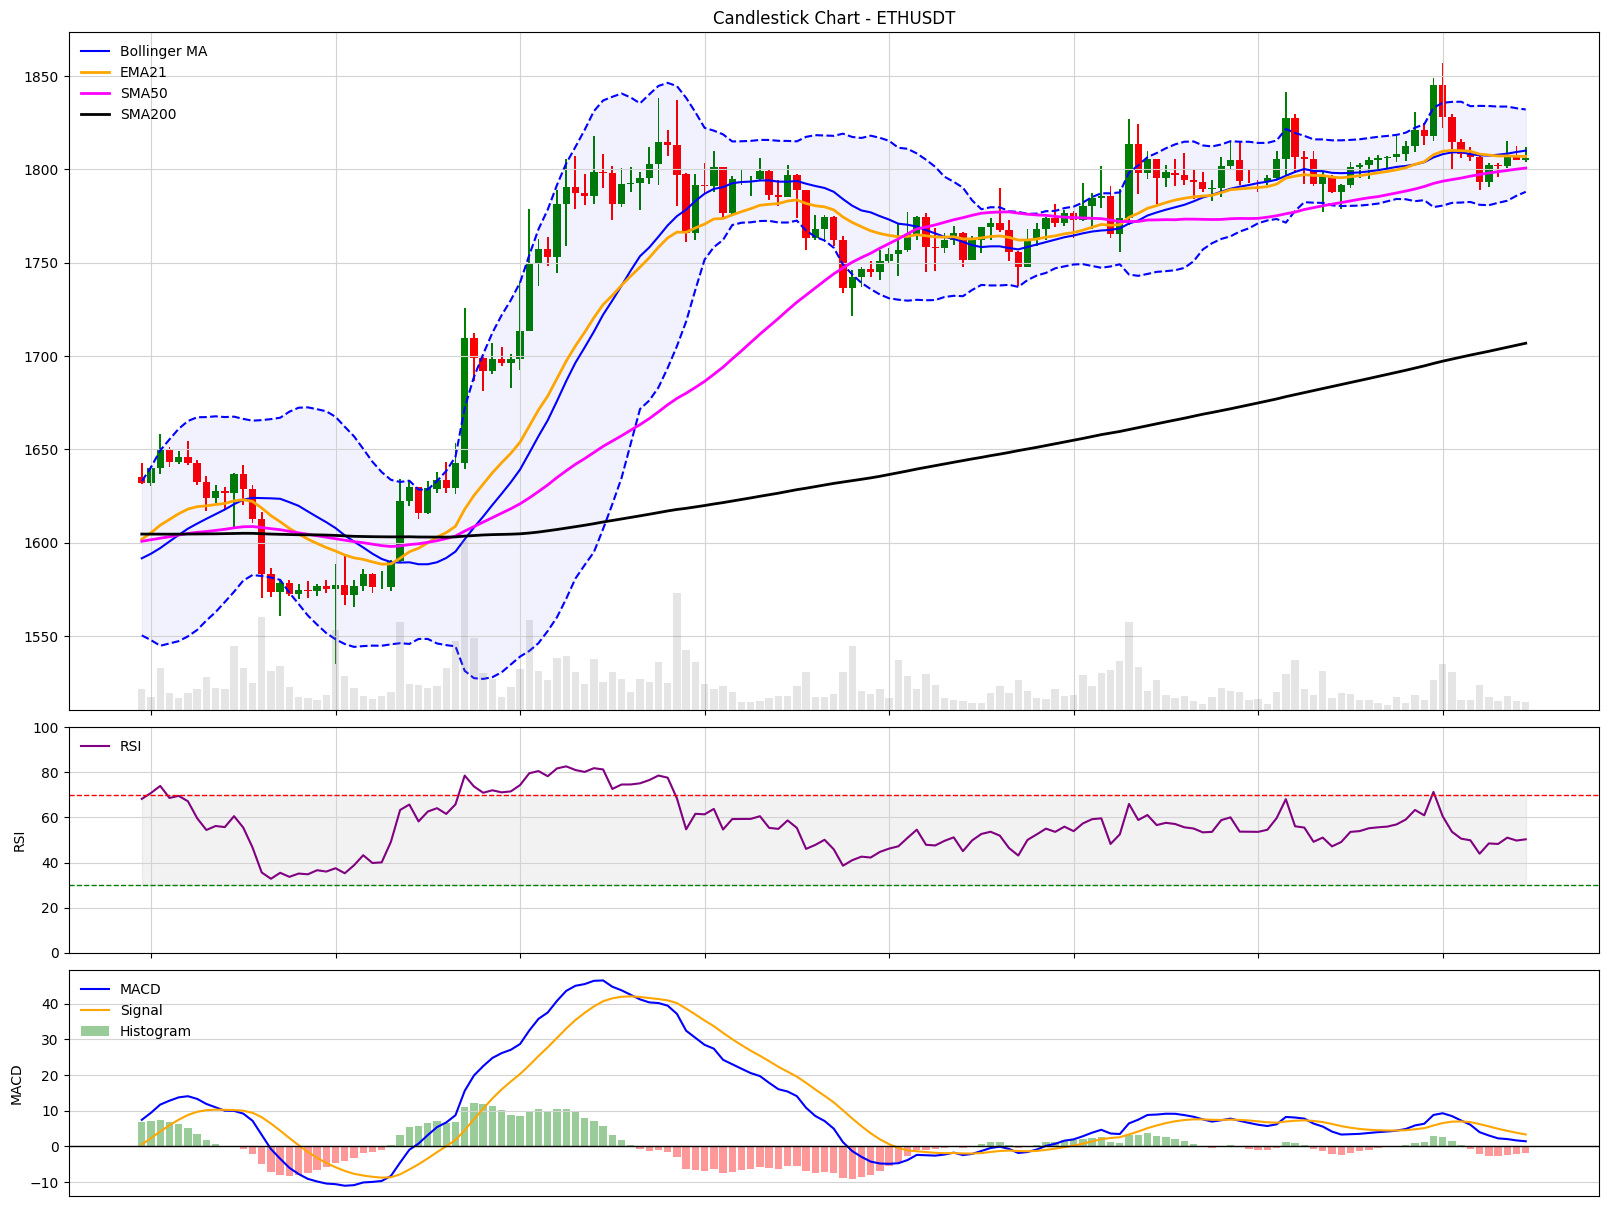 Candlestick Chart - ETHUSDT
Bollinger MA
EMA21
SMA50
SMA200
1850
1800
1750
1700
1650
1600
1550
RSI
100
80
60
40
20
0
RSI
MACD
Signal
Histogram
40
30
20
10
0
−10
MACD